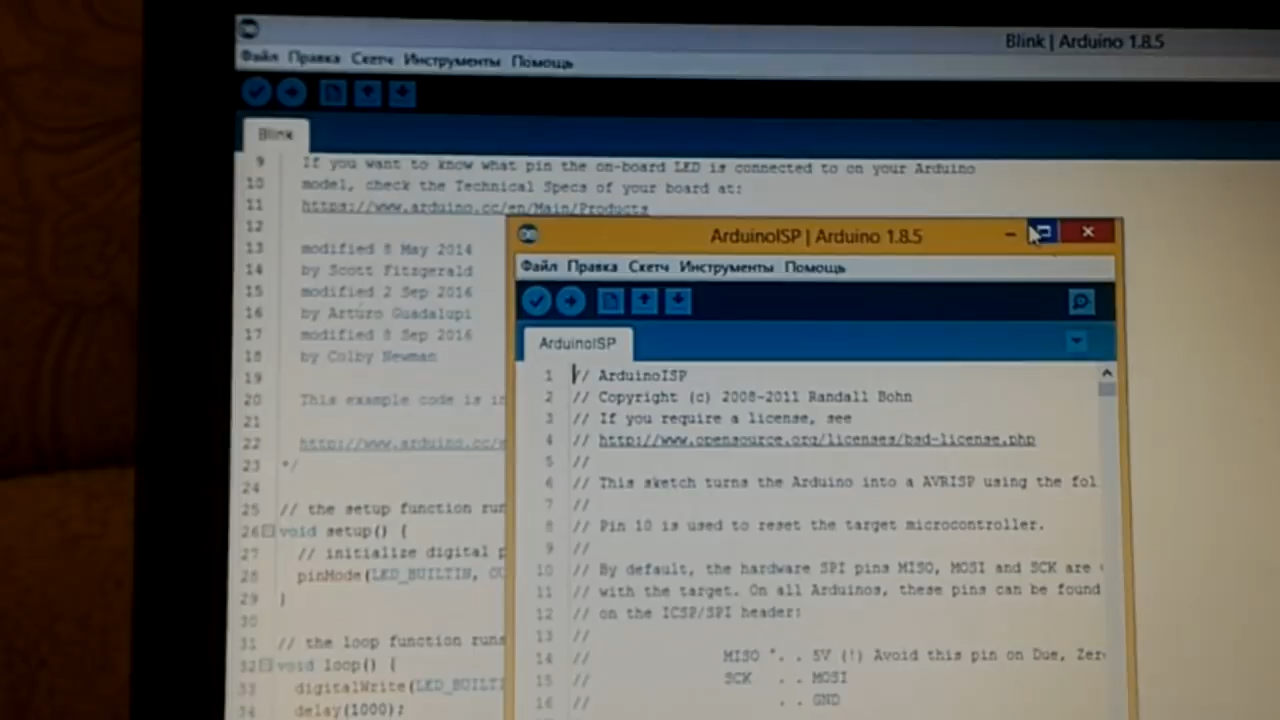 Blink | Arduino 1.8.5
Файл Правка Скетч Инструменты Помощь
Blink
9 If you want to know what pin the on-board LED is connected to on your Arduino
10 model, check the Technical Specs of your board at:
11 https://www.arduino.cc/en/Main/Products
12
13 modified 8 May 2014
14 by Scott Fitzgerald
15 modified 2 Sep 2016
16 by Arturo Guadalupi
17 modified 8 Sep 2016
18 by Colby Newman
19
20 This example code is in
21
22 http://www.arduino.cc/
23 */
24
25 // the setup function run
26 void setup() {
27 // initialize digital p
28 pinMode(LED_BUILTIN, OU
29 }
30
31 // the loop function runs
32 void loop() {
33 digitalWrite(LED_BUILTI
34 delay(1000);
ArduinoISP | Arduino 1.8.5
Файл Правка Скетч Инструменты Помощь
ArduinoISP
1 // ArduinoISP
2 // Copyright (c) 2008-2011 Randall Bohn
3 // If you require a license, see
4 // http://www.opensource.org/licenses/bsd-license.php
5 //
6 // This sketch turns the Arduino into a AVRISP using the fol
7 //
8 // Pin 10 is used to reset the target microcontroller.
9 //
10 // By default, the hardware SPI pins MISO, MOSI and SCK are
11 // with the target. On all Arduinos, these pins can be found
12 // on the ICSP/SPI header:
13 //
14 // MISO °. . 5V (!) Avoid this pin on Due, Zer
15 // SCK . . MOSI
16 // . . GND